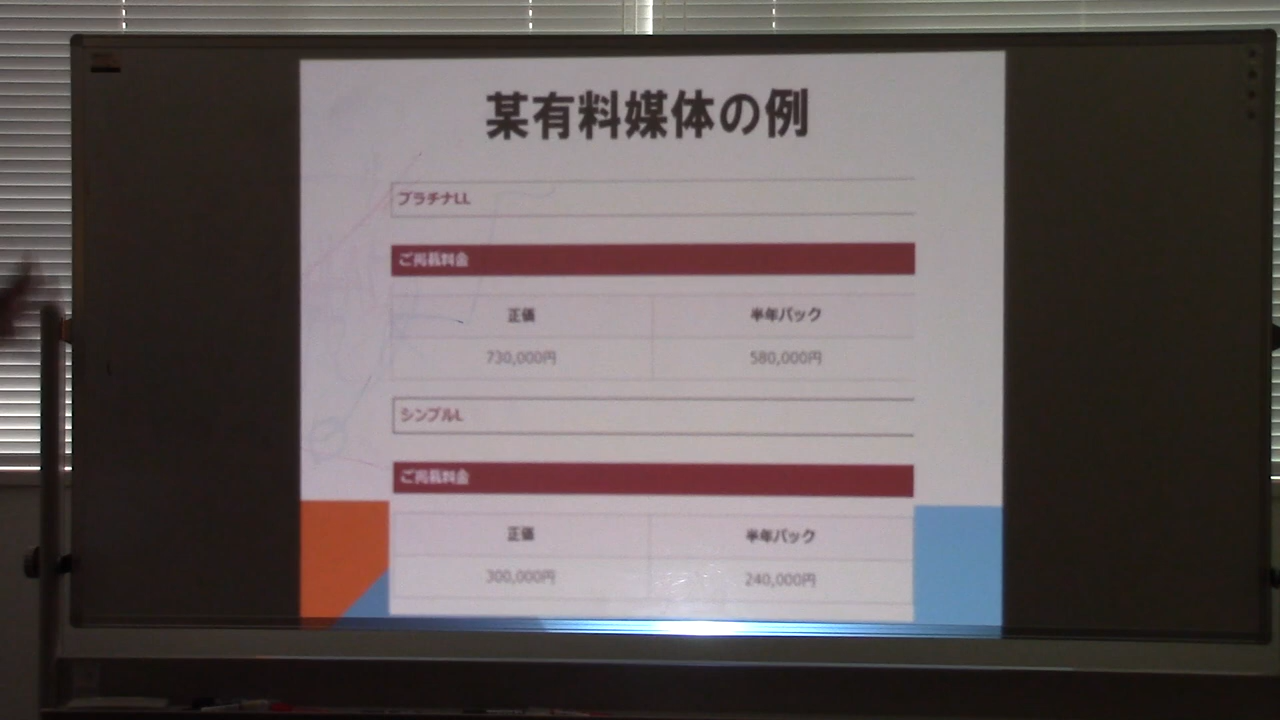 某有料媒体の例
プラチナLL
ご掲載料金
正価 半年パック
730,000円 580,000円
シンプルL
ご掲載料金
正価 半年パック
300,000円 240,000円